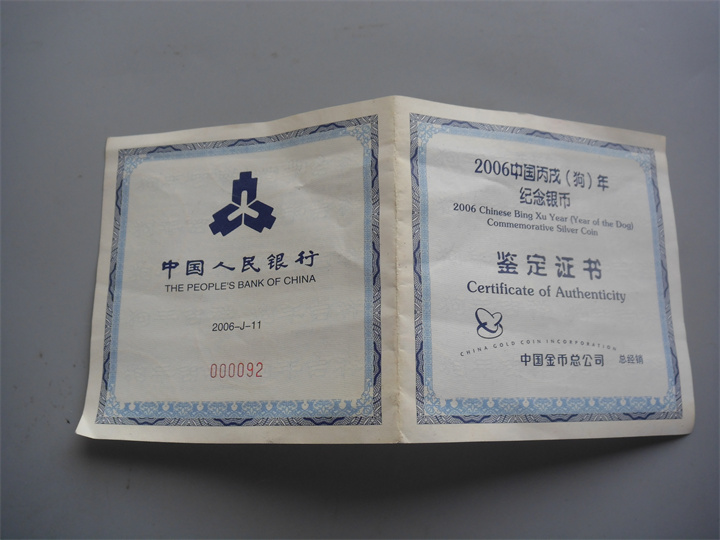 中国人民银行
THE PEOPLE'S BANK OF CHINA
2006-J-11
000092
2006中国丙戌（狗）年
纪念银币
2006 Chinese Bing Xu Year (Year of the Dog)
Commemorative Silver Coin
鉴定证书
Certificate of Authenticity
CHINA GOLD COIN INCORPORATION
中国金币总公司 总经销